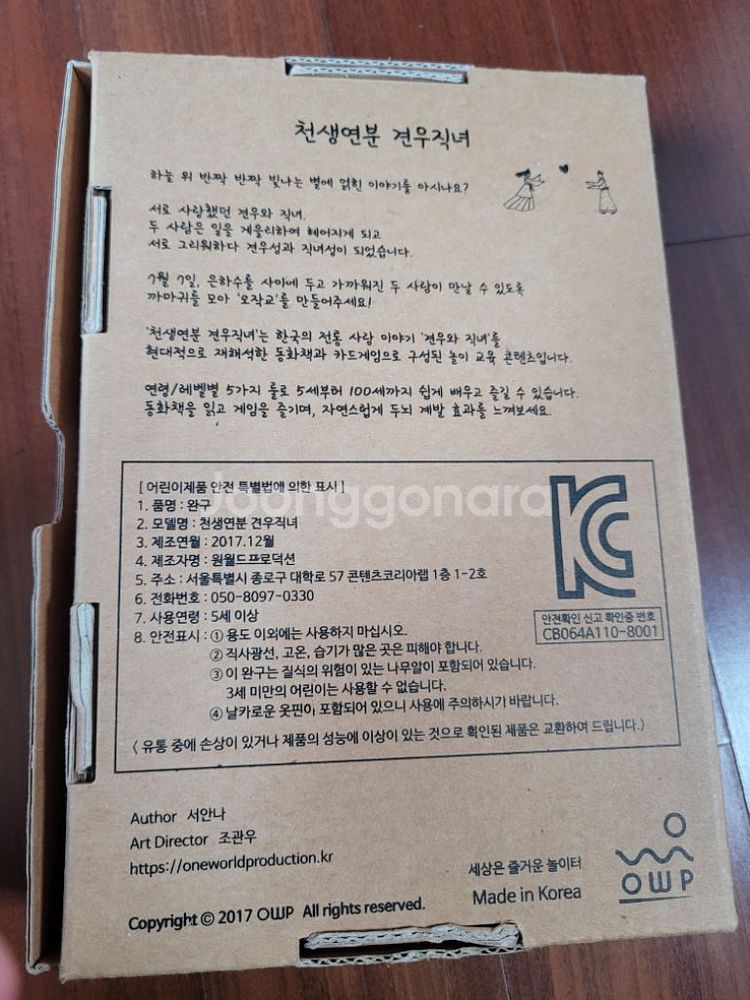 천생연분 견우직녀
하늘 위 반짝 반짝 빛나는 별에 얽힌 이야기를 아시나요?
서로 사랑했던 견우와 직녀.
두 사람은 일을 게을리하여 헤어지게 되고
서로 그리워하다 견우성과 직녀성이 되었습니다.
7월 7일, 은하수를 사이에 두고 가까워진 두 사람이 만날 수 있도록
까마귀를 모아 '오작교'를 만들어주세요!
'천생연분 견우직녀'는 한국의 전통 사랑 이야기 '견우와 직녀'를
현대적으로 재해석한 동화책과 카드게임으로 구성된 놀이 교육 콘텐츠입니다.
연령/레벨별 5가지 룰로 5세부터 100세까지 쉽게 배우고 즐길 수 있습니다.
동화책을 읽고 게임을 즐기며, 자연스럽게 두뇌 계발 효과를 느껴보세요.
Joonggonara
[ 어린이제품 안전 특별법에 의한 표시 ]
1. 품명 : 완구
2. 모델명 : 천생연분 견우직녀
3. 제조연월 : 2017.12월
4. 제조자명 : 원월드프로덕션
5. 주소 : 서울특별시 종로구 대학로 57 콘텐츠코리아랩 1층 1-2호
6. 전화번호 : 050-8097-0330
7. 사용연령 : 5세 이상
8. 안전표시 : ① 용도 이외에는 사용하지 마십시오.
② 직사광선, 고온, 습기가 많은 곳은 피해야 합니다.
③ 이 완구는 질식의 위험이 있는 나무알이 포함되어 있습니다.
3세 미만의 어린이는 사용할 수 없습니다.
④ 날카로운 옷핀이 포함되어 있으니 사용에 주의하시기 바랍니다.
( 유통 중에 손상이 있거나 제품의 성능에 이상이 있는 것으로 확인된 제품은 교환하여 드립니다.)
KC
안전확인 신고 확인증 번호
CB064A110-8001
Author 서안나
Art Director 조관우
https://oneworldproduction.kr
세상은 즐거운 놀이터
Made in Korea
OWP
Copyright © 2017 OWP All rights reserved.